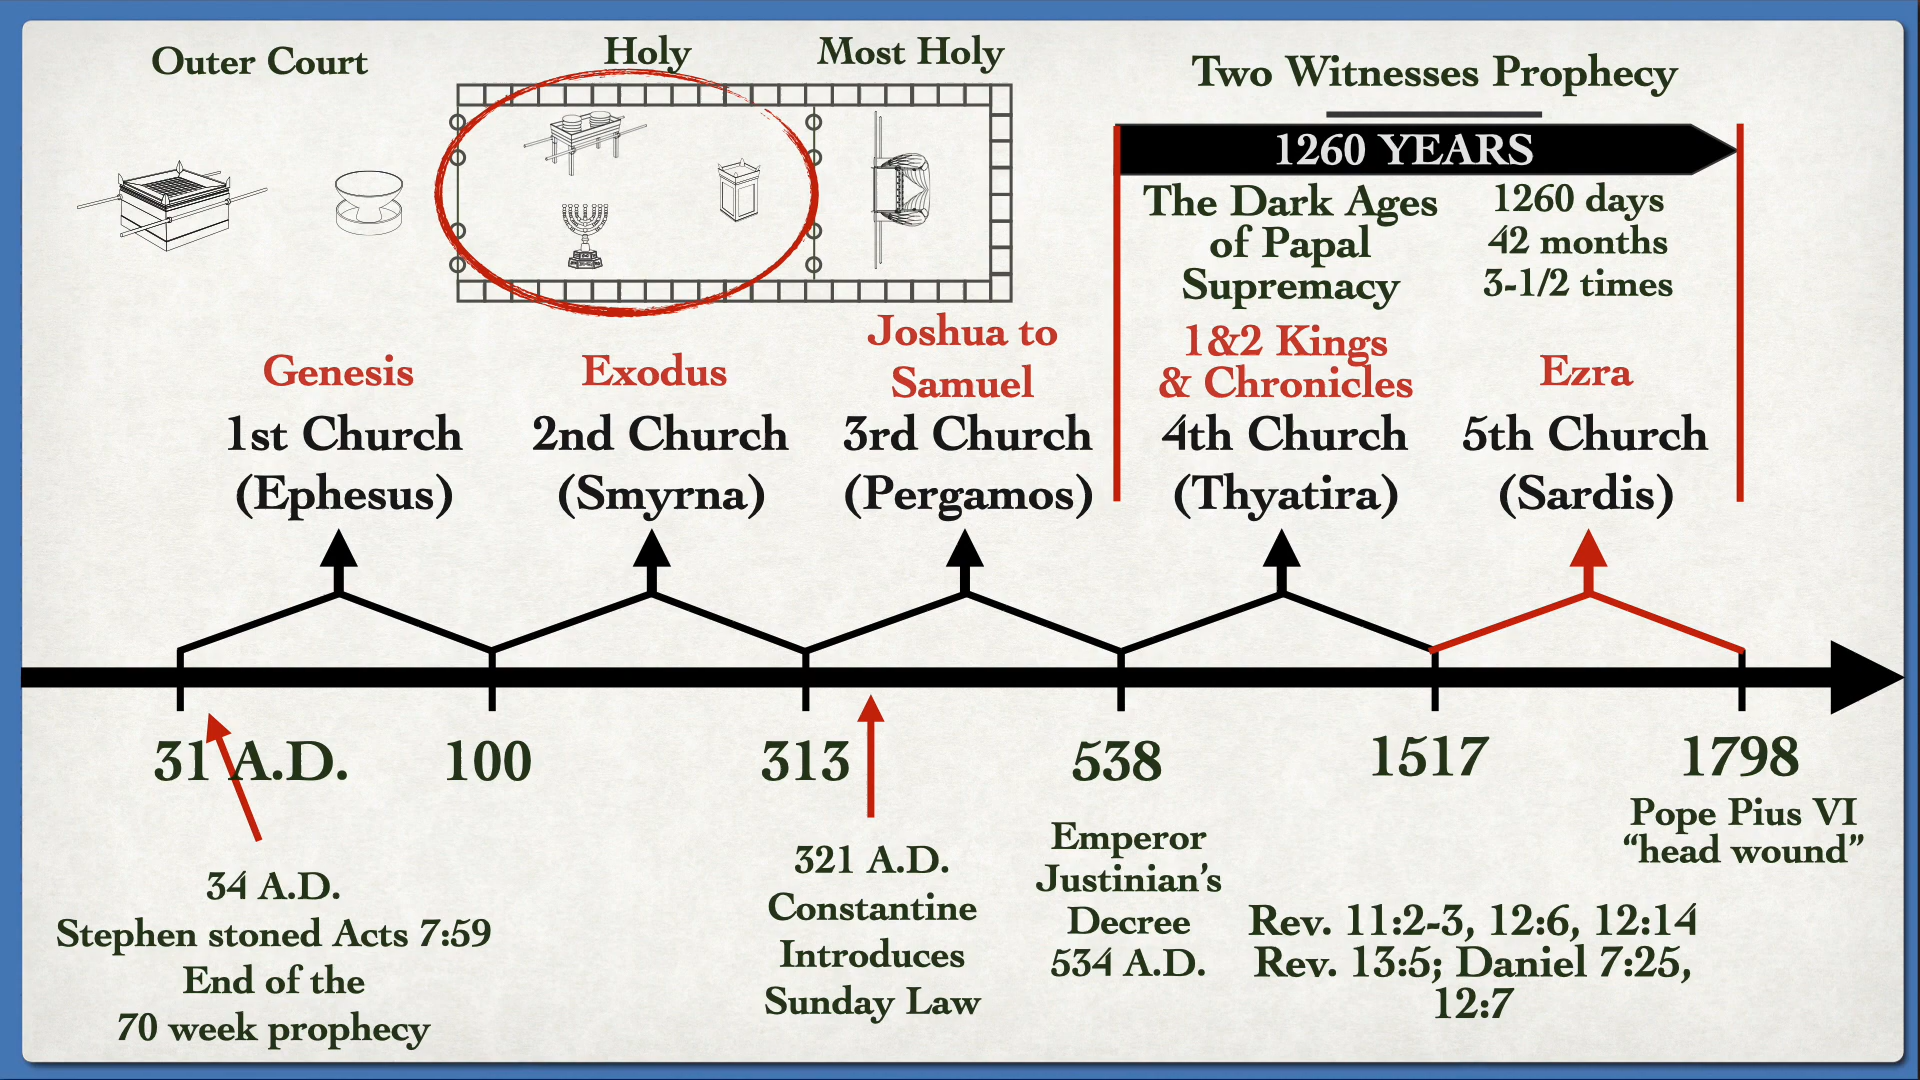 Outer Court
Holy
Most Holy
Two Witnesses Prophecy
1260 YEARS
The Dark Ages
of Papal
Supremacy
1260 days
42 months
3-1/2 times
Genesis
1st Church
(Ephesus)
Exodus
2nd Church
(Smyrna)
Joshua to
Samuel
3rd Church
(Pergamos)
1&2 Kings
& Chronicles
4th Church
(Thyatira)
Ezra
5th Church
(Sardis)
31 A.D.
100
313
538
1517
1798
34 A.D.
Stephen stoned Acts 7:59
End of the
70 week prophecy
321 A.D.
Constantine
Introduces
Sunday Law
Emperor
Justinian’s
Decree
534 A.D.
Pope Pius VI
“head wound”
Rev. 11:2-3, 12:6, 12:14
Rev. 13:5; Daniel 7:25,
12:7